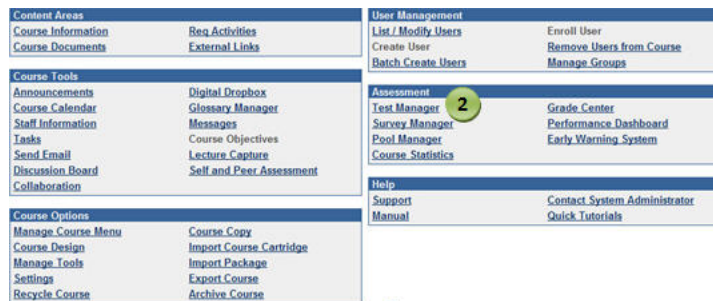 Content Areas
Course Information Req Activities
Course Documents External Links
Course Tools
Announcements Digital Dropbox
Course Calendar Glossary Manager
Staff Information Messages
Tasks Course Objectives
Send Email Lecture Capture
Discussion Board Self and Peer Assessment
Collaboration
Course Options
Manage Course Menu Course Copy
Course Design Import Course Cartridge
Manage Tools Import Package
Settings Export Course
Recycle Course Archive Course
User Management
List / Modify Users Enroll User
Create User Remove Users from Course
Batch Create Users Manage Groups
Assessment
Test Manager 2 Grade Center
Survey Manager Performance Dashboard
Pool Manager Early Warning System
Course Statistics
Help
Support Contact System Administrator
Manual Quick Tutorials